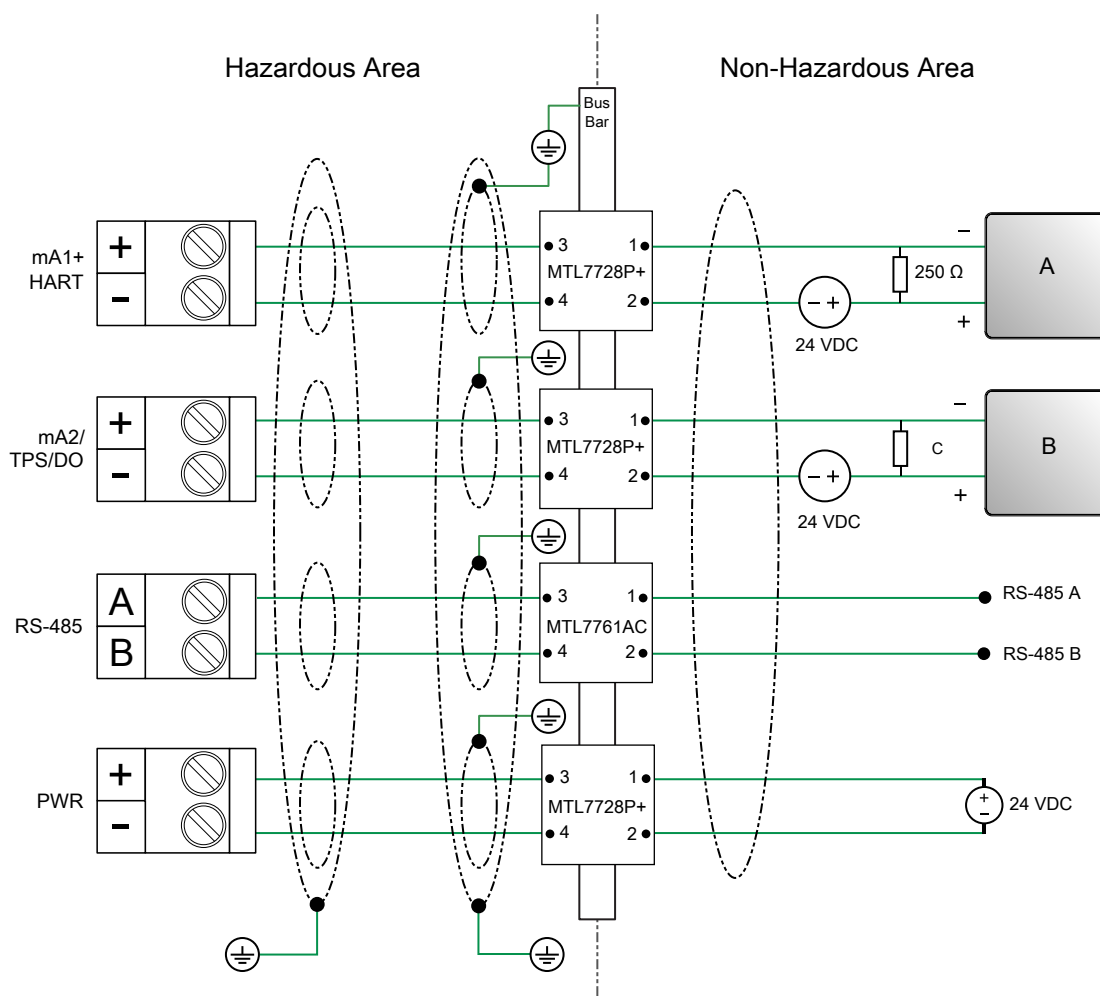 Hazardous Area
Non-Hazardous Area
Bus
Bar
mA1+
HART
+
-
3
4
MTL7728P+
1
2
- +
24 VDC
250 Ω
-
+
A
mA2/
TPS/DO
+
-
3
4
MTL7728P+
1
2
- +
24 VDC
C
-
+
B
RS-485
A
B
3
4
MTL7761AC
1
2
RS-485 A
RS-485 B
PWR
+
-
3
4
MTL7728P+
1
2
+
-
24 VDC